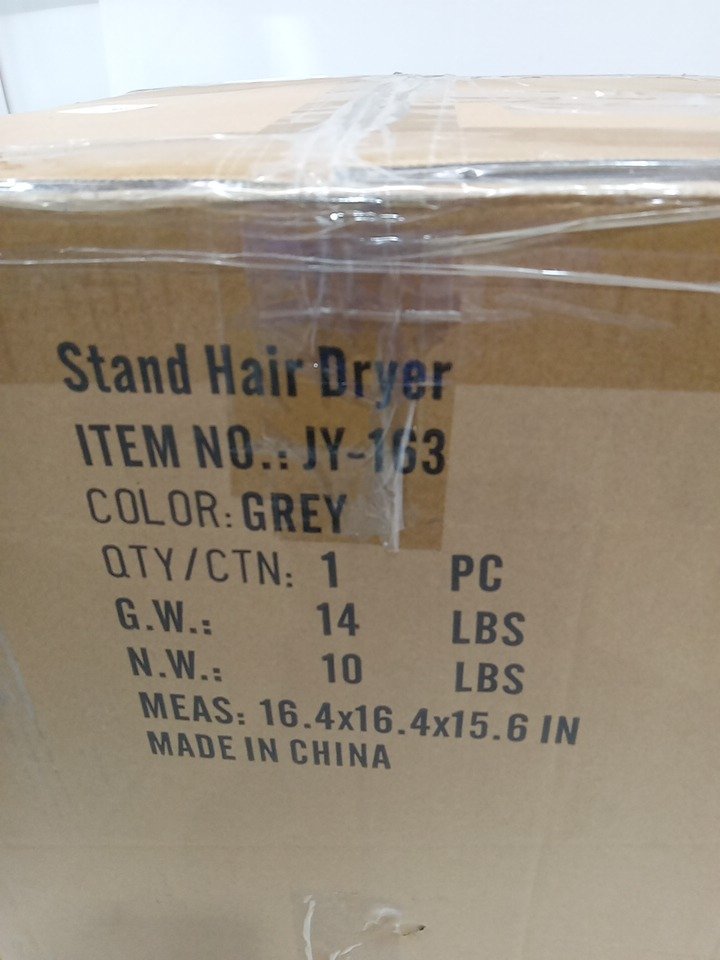 Stand Hair Dryer
ITEM NO.: JY-163
COLOR: GREY
QTY/CTN: 1 PC
G.W.: 14 LBS
N.W.: 10 LBS
MEAS: 16.4x16.4x15.6 IN
MADE IN CHINA